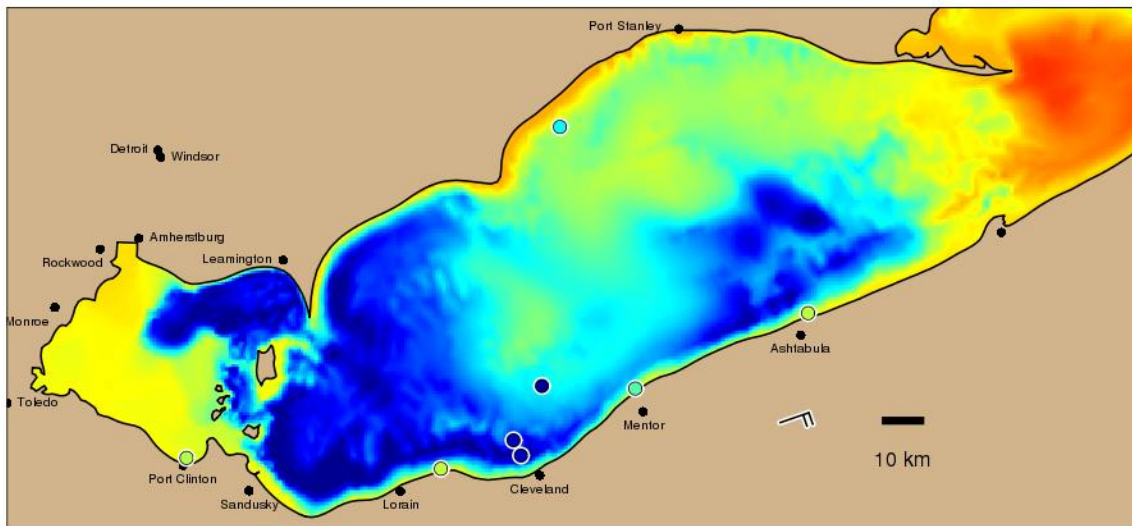 Port Stanley
Detroit
Windsor
Amherstburg
Rockwood
Leamington
Monroe
Ashtabula
Toledo
Mentor
10 km
Port Clinton
Cleveland
Sandusky
Lorain